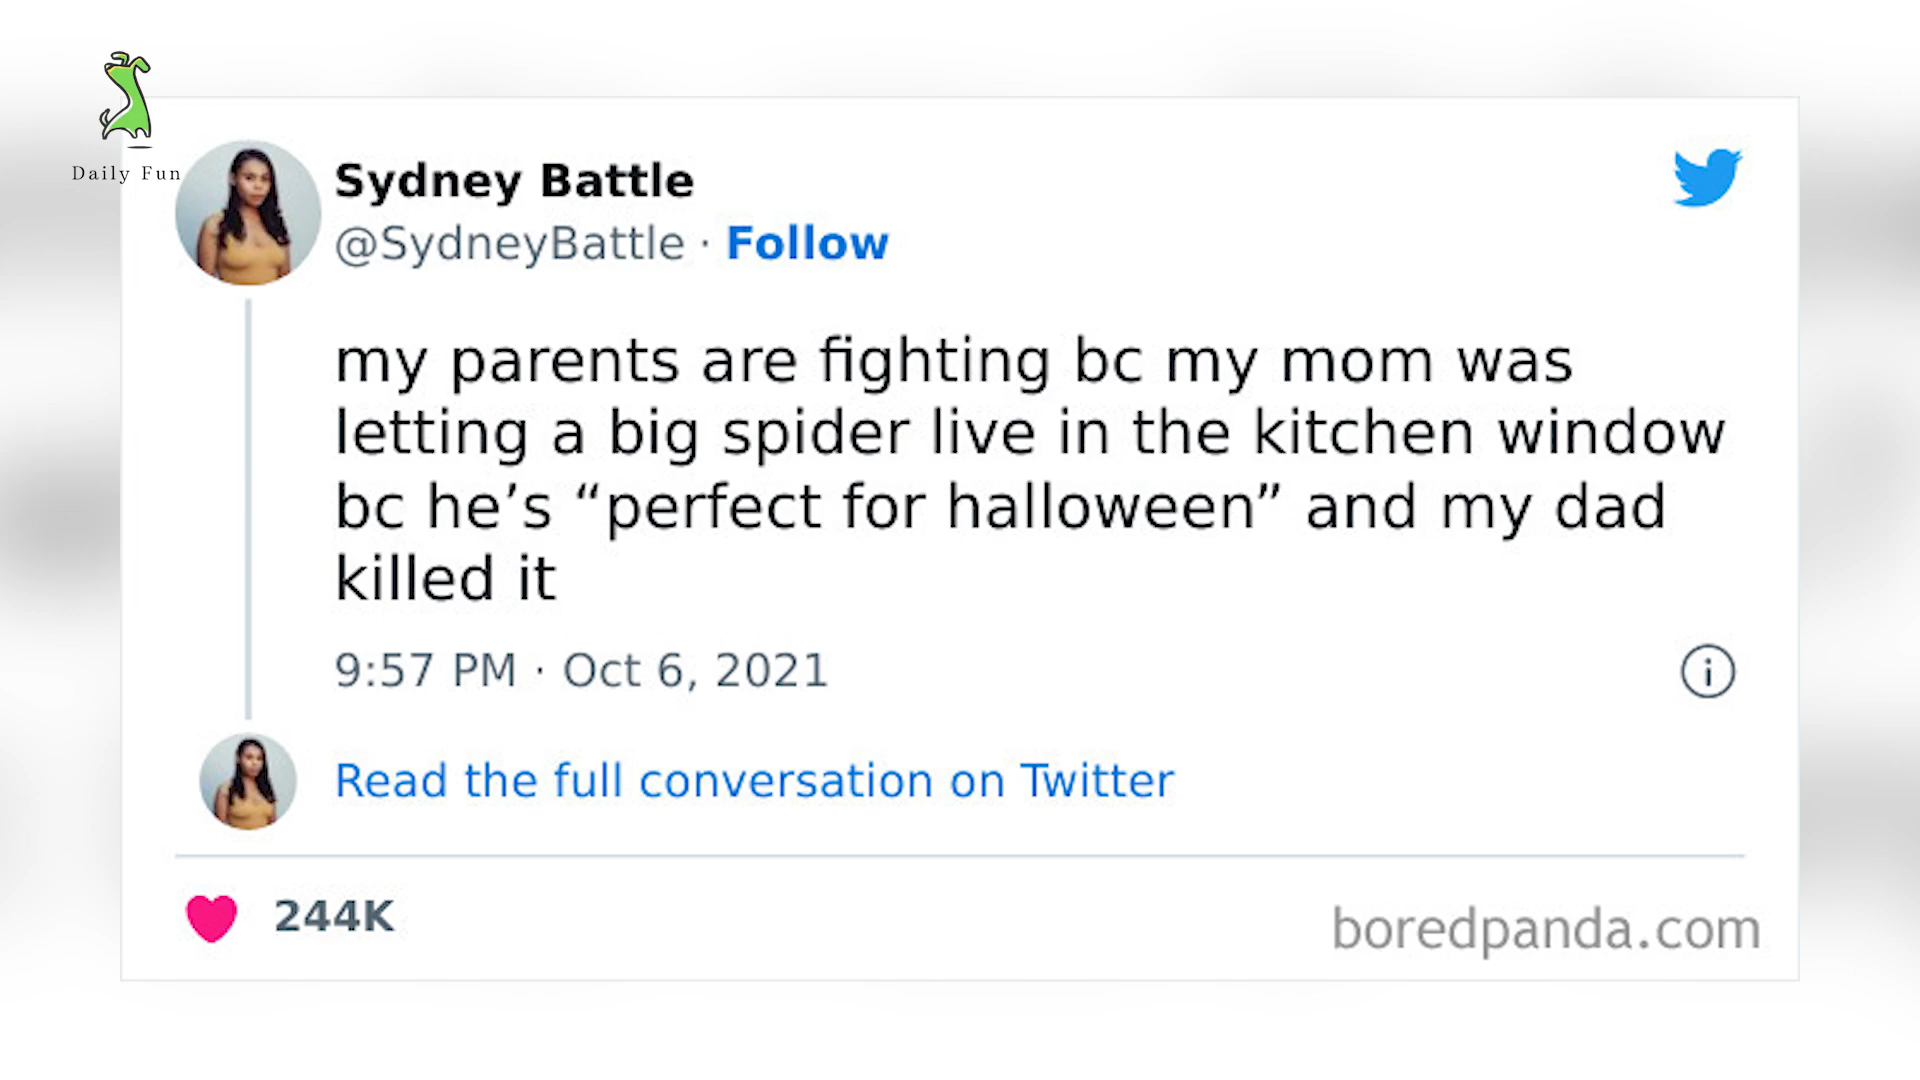 Daily Fun
Sydney Battle
@SydneyBattle · Follow
my parents are fighting bc my mom was
letting a big spider live in the kitchen window
bc he’s “perfect for halloween” and my dad
killed it
9:57 PM · Oct 6, 2021
Read the full conversation on Twitter
244K
boredpanda.com